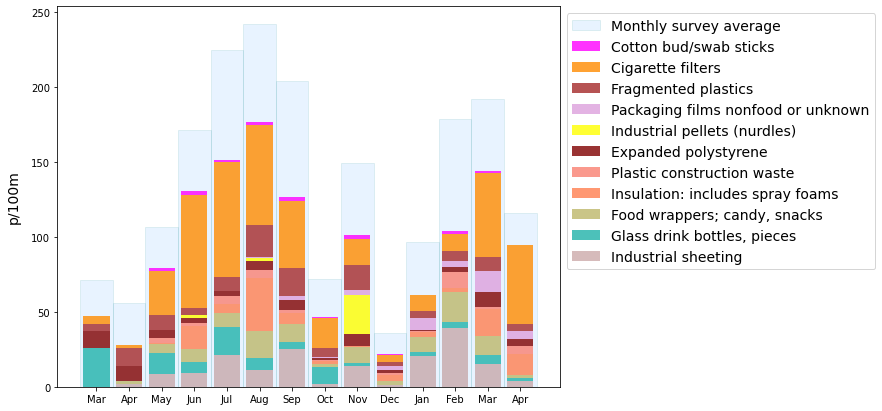 250
200
150
100
50
0
p/100m
Mar Apr May Jun Jul Aug Sep Oct Nov Dec Jan Feb Mar Apr
Monthly survey average
Cotton bud/swab sticks
Cigarette filters
Fragmented plastics
Packaging films nonfood or unknown
Industrial pellets (nurdles)
Expanded polystyrene
Plastic construction waste
Insulation: includes spray foams
Food wrappers; candy, snacks
Glass drink bottles, pieces
Industrial sheeting